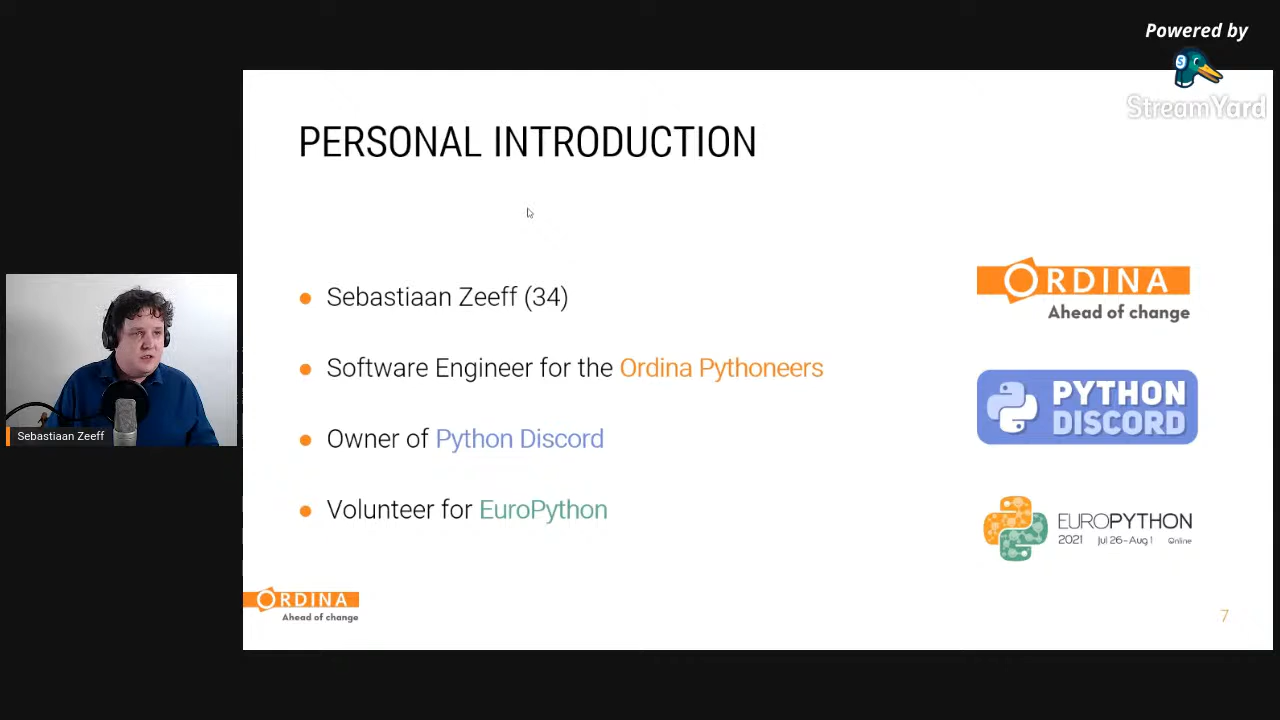 Powered by
StreamYard
PERSONAL INTRODUCTION
Sebastiaan Zeeff (34)
Software Engineer for the Ordina Pythoneers
Owner of Python Discord
Volunteer for EuroPython
ORDINA
Ahead of change
PYTHON
DISCORD
EUROPYTHON
2021 Jul 26-Aug 1 Online
Sebastiaan Zeeff
ORDINA
Ahead of change
7